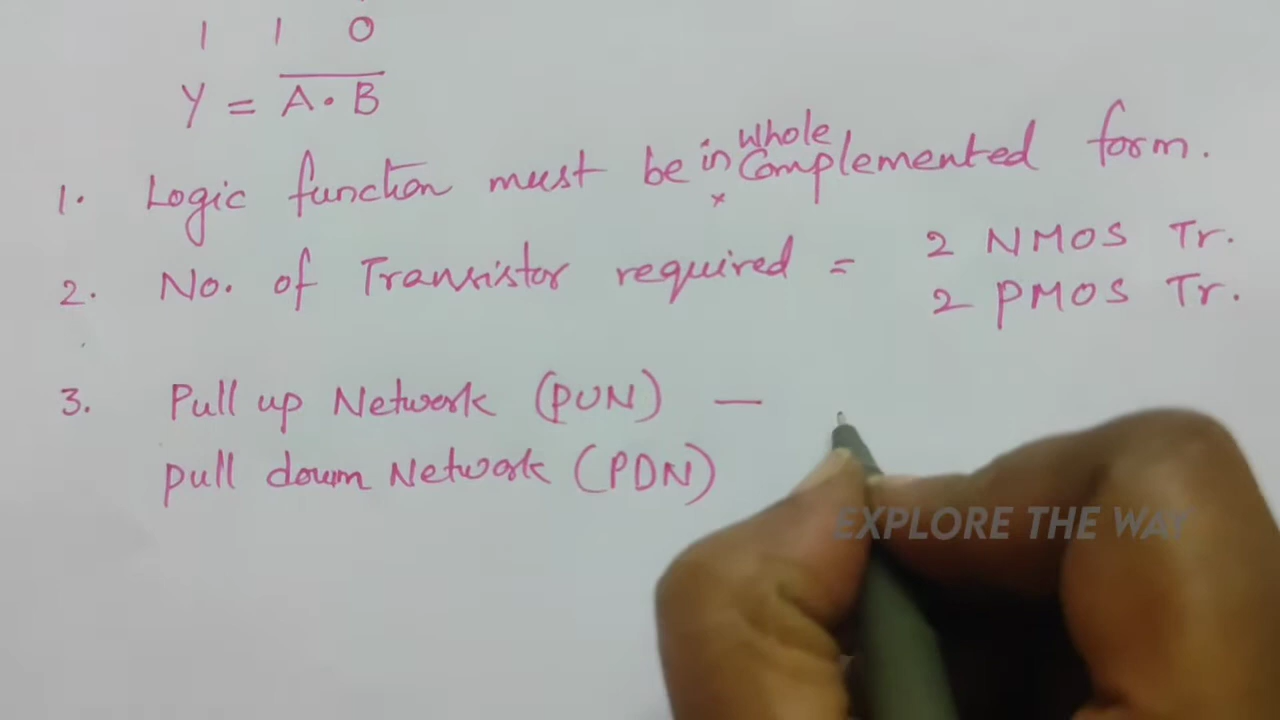 1 1 0
Y = \overline{A · B}
1. Logic function must be in whole Complemented form.
×
2. No. of Transistor required = 2 NMOS Tr.
2 PMOS Tr.
3. Pull up Network (PUN) —
pull down Network (PDN)
EXPLORE THE WAY